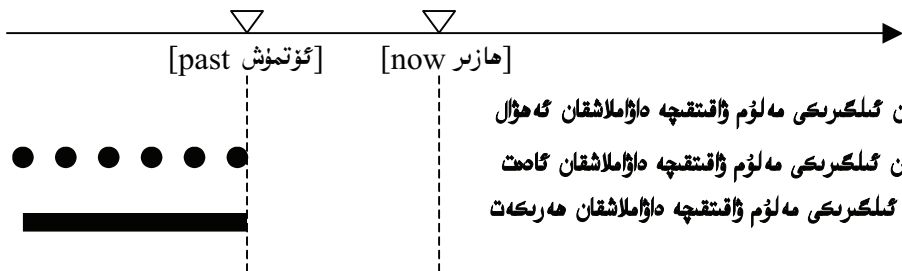 [past ئۆتمۈش] [now ھازىر]
ئىلگىرىكى مەلۇم ۋاقىتقىچە داۋاملاشقان ئەھۋال
ئىلگىرىكى مەلۇم ۋاقىتقىچە داۋاملاشقان ئادەت
ئىلگىرىكى مەلۇم ۋاقىتقىچە داۋاملاشقان ھەرىكەت